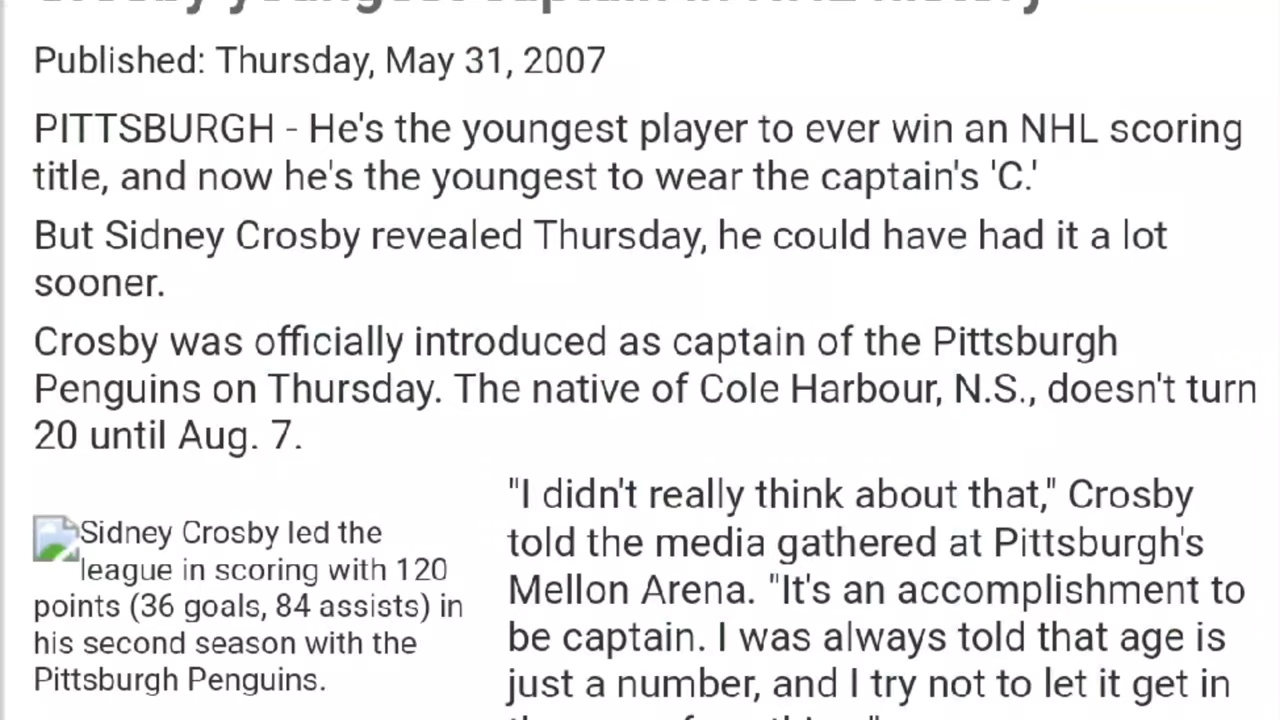 Crosby youngest captain in NHL history
Published: Thursday, May 31, 2007
PITTSBURGH - He's the youngest player to ever win an NHL scoring
title, and now he's the youngest to wear the captain's 'C.'
But Sidney Crosby revealed Thursday, he could have had it a lot
sooner.
Crosby was officially introduced as captain of the Pittsburgh
Penguins on Thursday. The native of Cole Harbour, N.S., doesn't turn
20 until Aug. 7.
Sidney Crosby led the
league in scoring with 120
points (36 goals, 84 assists) in
his second season with the
Pittsburgh Penguins.
"I didn't really think about that," Crosby
told the media gathered at Pittsburgh's
Mellon Arena. "It's an accomplishment to
be captain. I was always told that age is
just a number, and I try not to let it get in